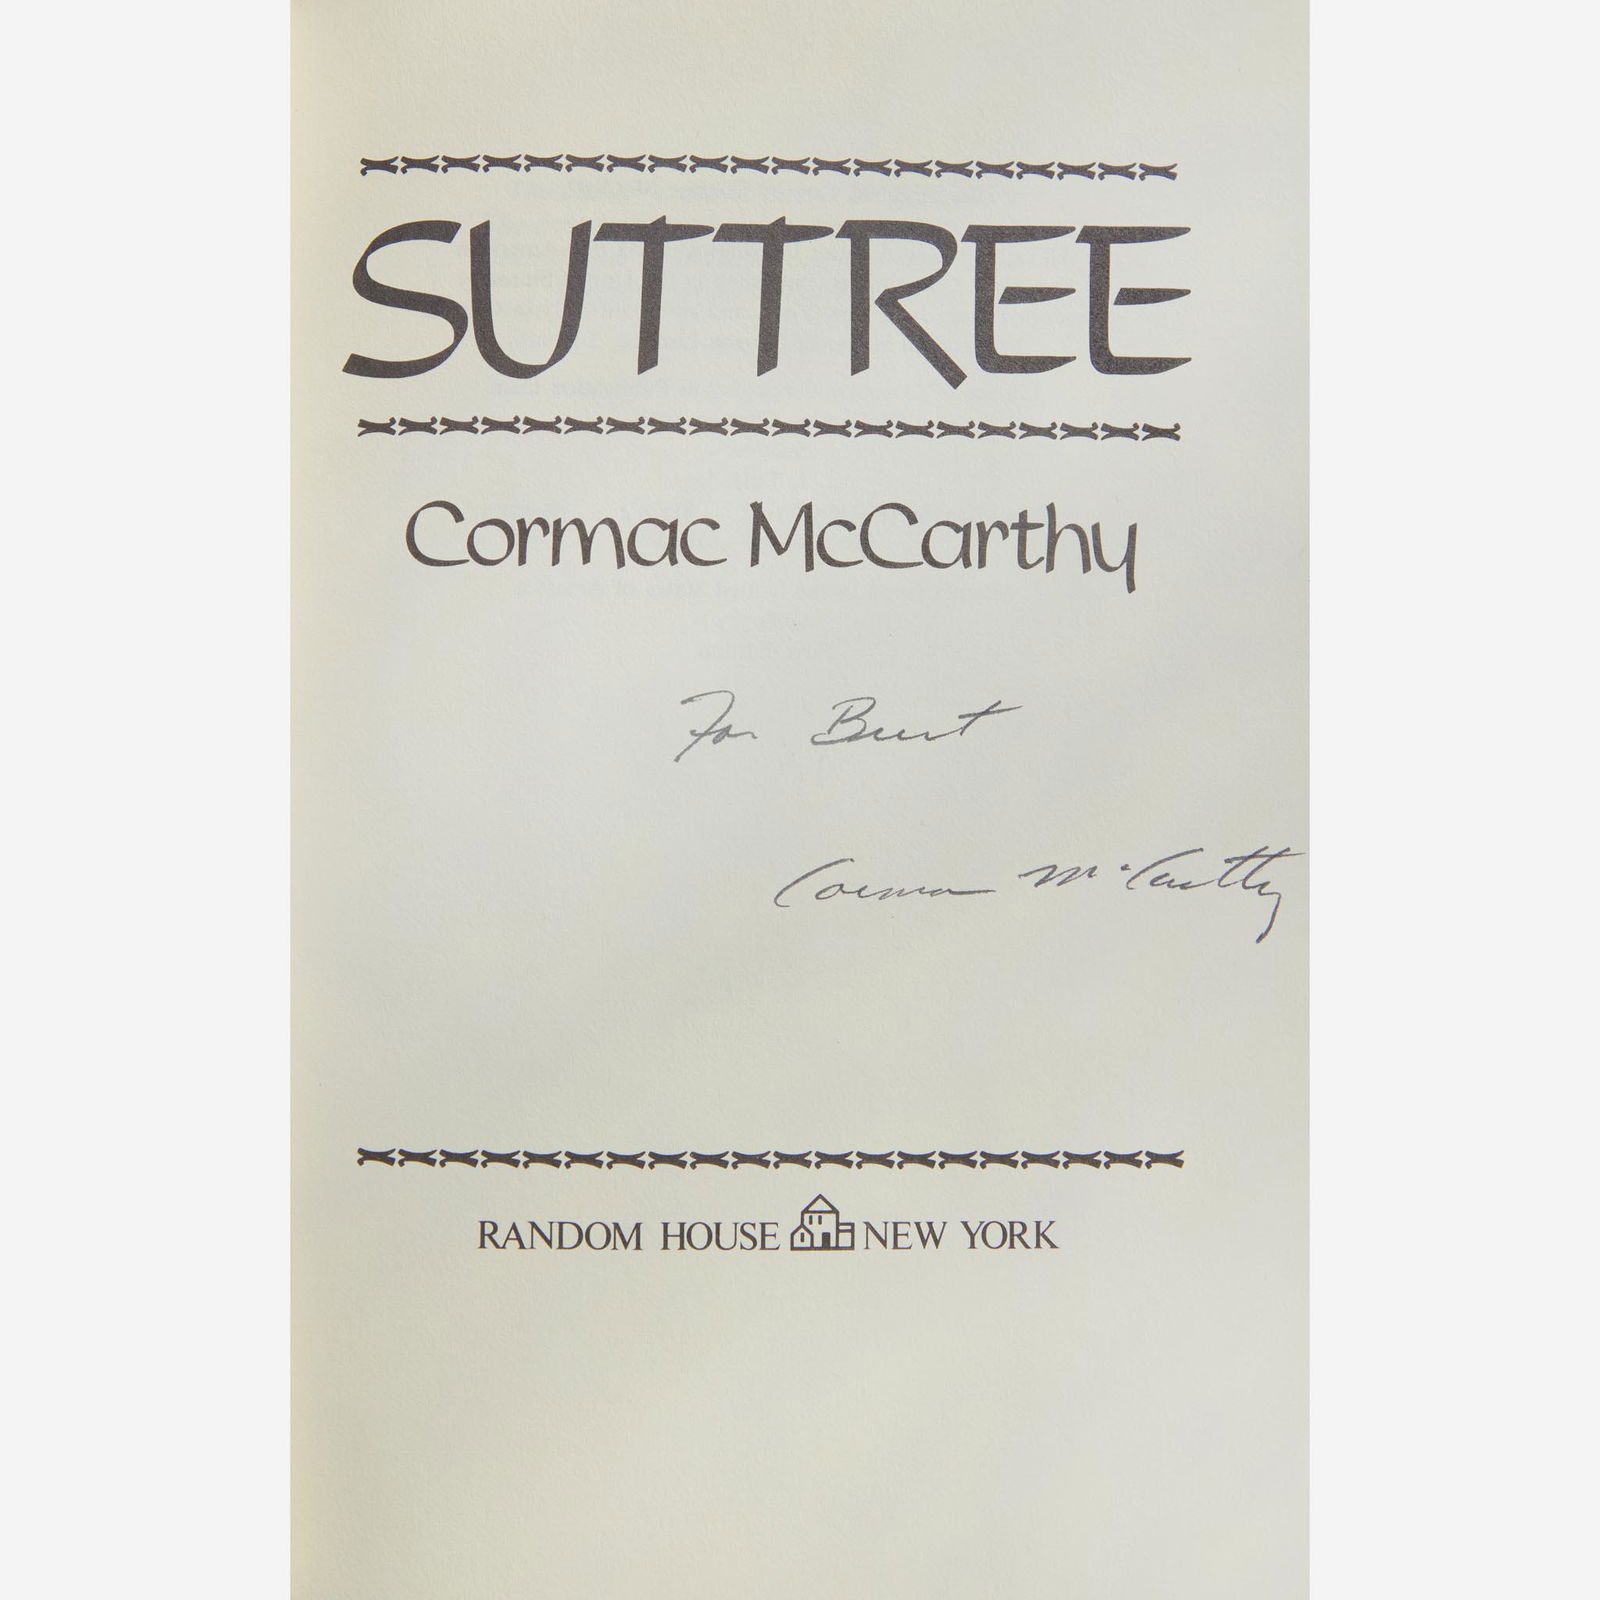 SUTTREE
Cormac McCarthy
For Burt
Cormac McCarthy
RANDOM HOUSE NEW YORK